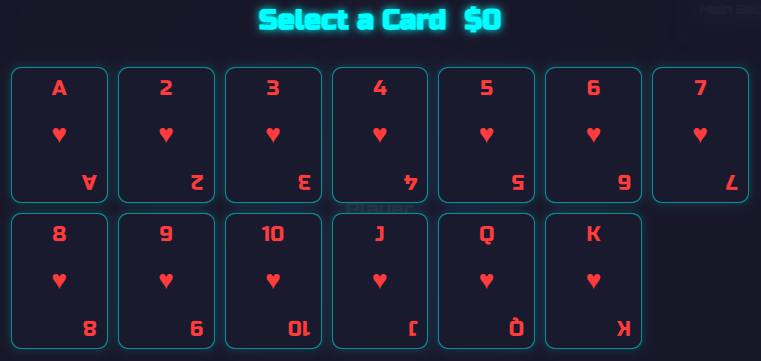 Select a Card $0
A 2 3 4 5 6 7
♥ ♥ ♥ ♥ ♥ ♥ ♥
A 2 3 4 5 6 7
Player
8 9 10 J Q K
♥ ♥ ♥ ♥ ♥ ♥
8 9 10 J Q K